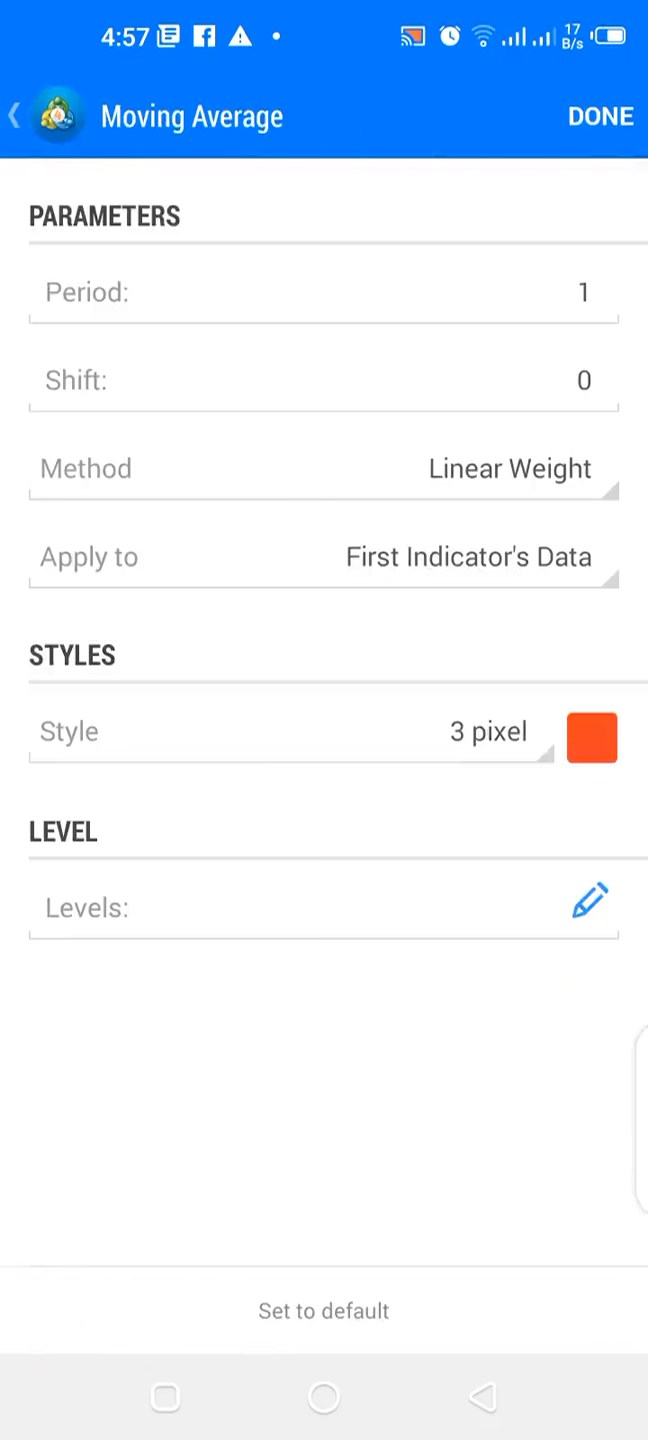 4:57
17 B/s
Moving Average
DONE
PARAMETERS
Period: 1
Shift: 0
Method Linear Weight
Apply to First Indicator's Data
STYLES
Style 3 pixel
LEVEL
Levels:
Set to default